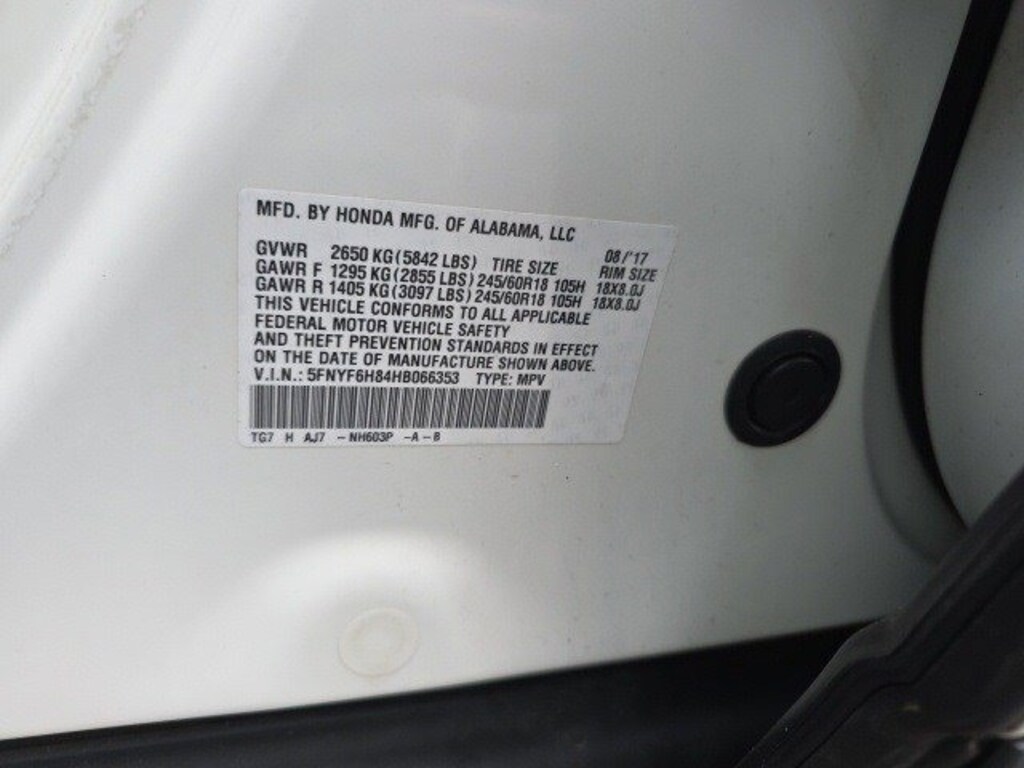 MFD. BY HONDA MFG. OF ALABAMA, LLC
08/'17
GVWR 2650 KG(5842 LBS) TIRE SIZE RIM SIZE
GAWR F 1295 KG(2855 LBS)245/60R18 105H 18X8.0J
GAWR R 1405 KG(3097 LBS)245/60R18 105H 18X8.0J
THIS VEHICLE CONFORMS TO ALL APPLICABLE
FEDERAL MOTOR VEHICLE SAFETY
AND THEFT PREVENTION STANDARDS IN EFFECT
ON THE DATE OF MANUFACTURE SHOWN ABOVE.
V.I.N.: 5FNYF6H84HB066353 TYPE: MPV
TG7 H AJ7 -NH603P -A-B